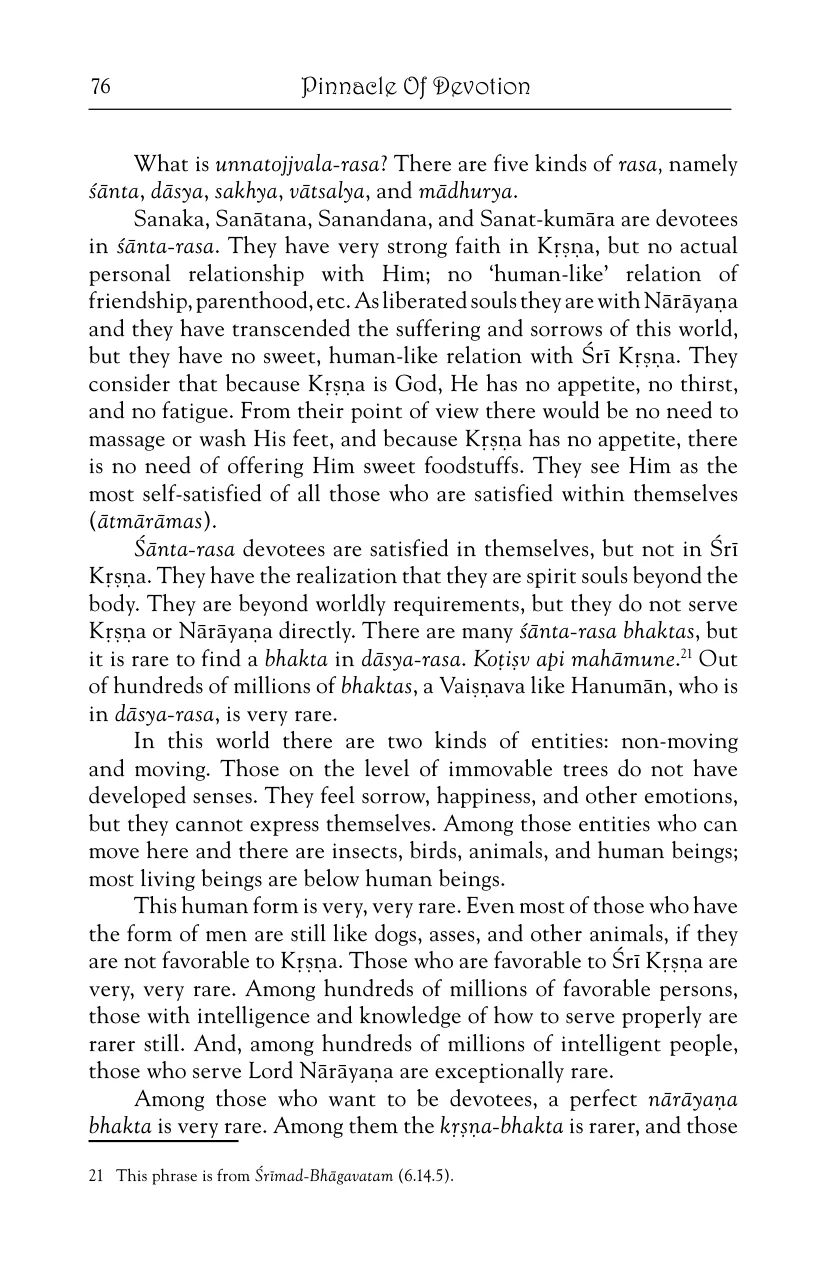 76 Pinnacle Of Devotion
What is unnatojjvala-rasa? There are five kinds of rasa, namely
śānta, dāsya, sakhya, vātsalya, and mādhurya.
Sanaka, Sanātana, Sanandana, and Sanat-kumāra are devotees
in śānta-rasa. They have very strong faith in Kṛṣṇa, but no actual
personal relationship with Him; no ‘human-like’ relation of
friendship, parenthood, etc. As liberated souls they are with Nārāyaṇa
and they have transcended the suffering and sorrows of this world,
but they have no sweet, human-like relation with Śrī Kṛṣṇa. They
consider that because Kṛṣṇa is God, He has no appetite, no thirst,
and no fatigue. From their point of view there would be no need to
massage or wash His feet, and because Kṛṣṇa has no appetite, there
is no need of offering Him sweet foodstuffs. They see Him as the
most self-satisfied of all those who are satisfied within themselves
(ātmārāmas).
Śānta-rasa devotees are satisfied in themselves, but not in Śrī
Kṛṣṇa. They have the realization that they are spirit souls beyond the
body. They are beyond worldly requirements, but they do not serve
Kṛṣṇa or Nārāyaṇa directly. There are many śānta-rasa bhaktas, but
it is rare to find a bhakta in dāsya-rasa. Koṭiṣv api mahāmune.21 Out
of hundreds of millions of bhaktas, a Vaiṣṇava like Hanumān, who is
in dāsya-rasa, is very rare.
In this world there are two kinds of entities: non-moving
and moving. Those on the level of immovable trees do not have
developed senses. They feel sorrow, happiness, and other emotions,
but they cannot express themselves. Among those entities who can
move here and there are insects, birds, animals, and human beings;
most living beings are below human beings.
This human form is very, very rare. Even most of those who have
the form of men are still like dogs, asses, and other animals, if they
are not favorable to Kṛṣṇa. Those who are favorable to Śrī Kṛṣṇa are
very, very rare. Among hundreds of millions of favorable persons,
those with intelligence and knowledge of how to serve properly are
rarer still. And, among hundreds of millions of intelligent people,
those who serve Lord Nārāyaṇa are exceptionally rare.
Among those who want to be devotees, a perfect nārāyaṇa
bhakta is very rare. Among them the kṛṣṇa-bhakta is rarer, and those
21 This phrase is from Śrīmad-Bhāgavatam (6.14.5).